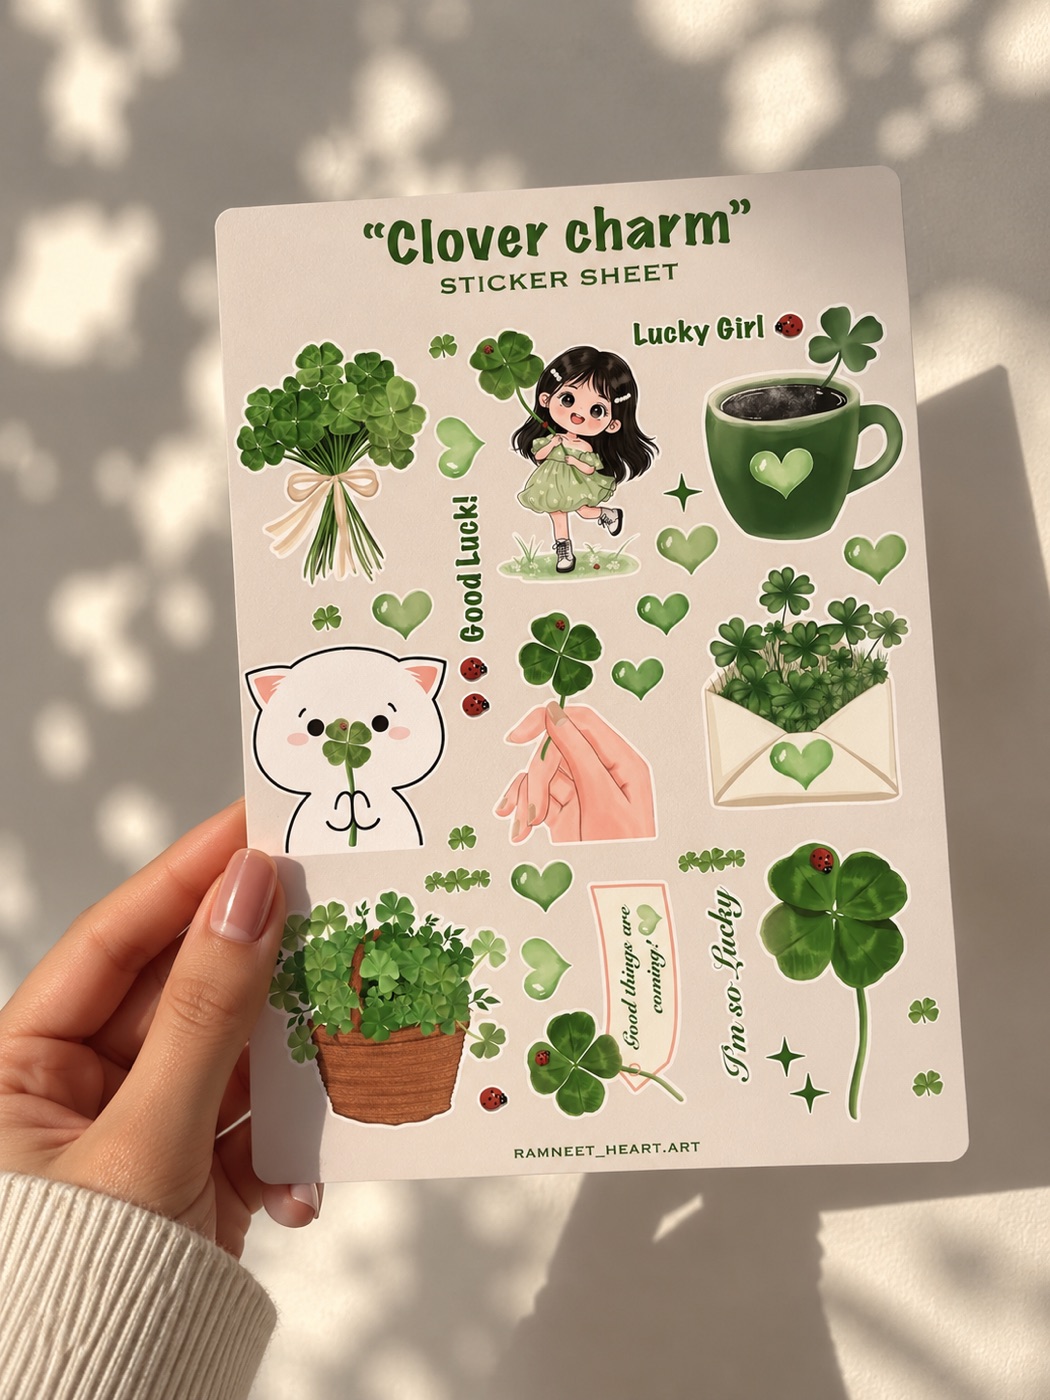 “Clover charm”
STICKER SHEET
Lucky Girl
Good Luck!
Good things are
coming!
I'm so Lucky
RAMNEET_HEART.ART